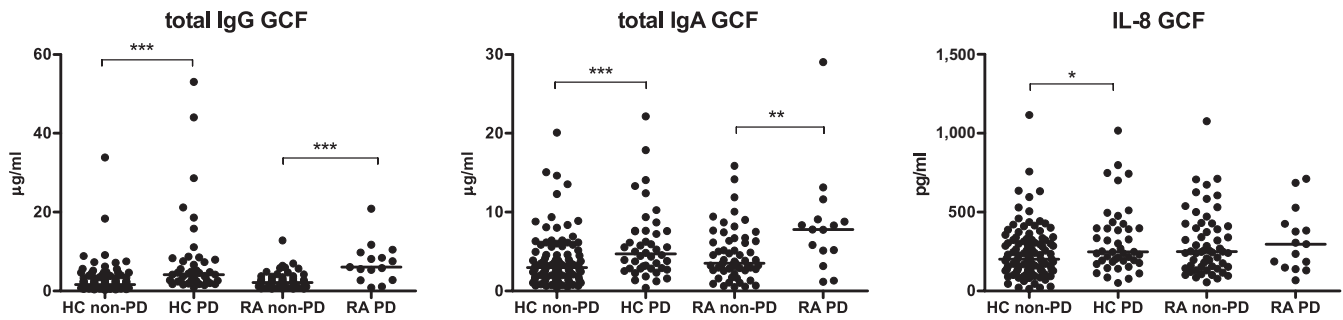 total IgG GCF
60
40
20
0
µg/ml
***
***
HC non-PD HC PD RA non-PD RA PD
total IgA GCF
30
20
10
0
µg/ml
***
**
HC non-PD HC PD RA non-PD RA PD
IL-8 GCF
1,500
1,000
500
0
pg/ml
*
HC non-PD HC PD RA non-PD RA PD